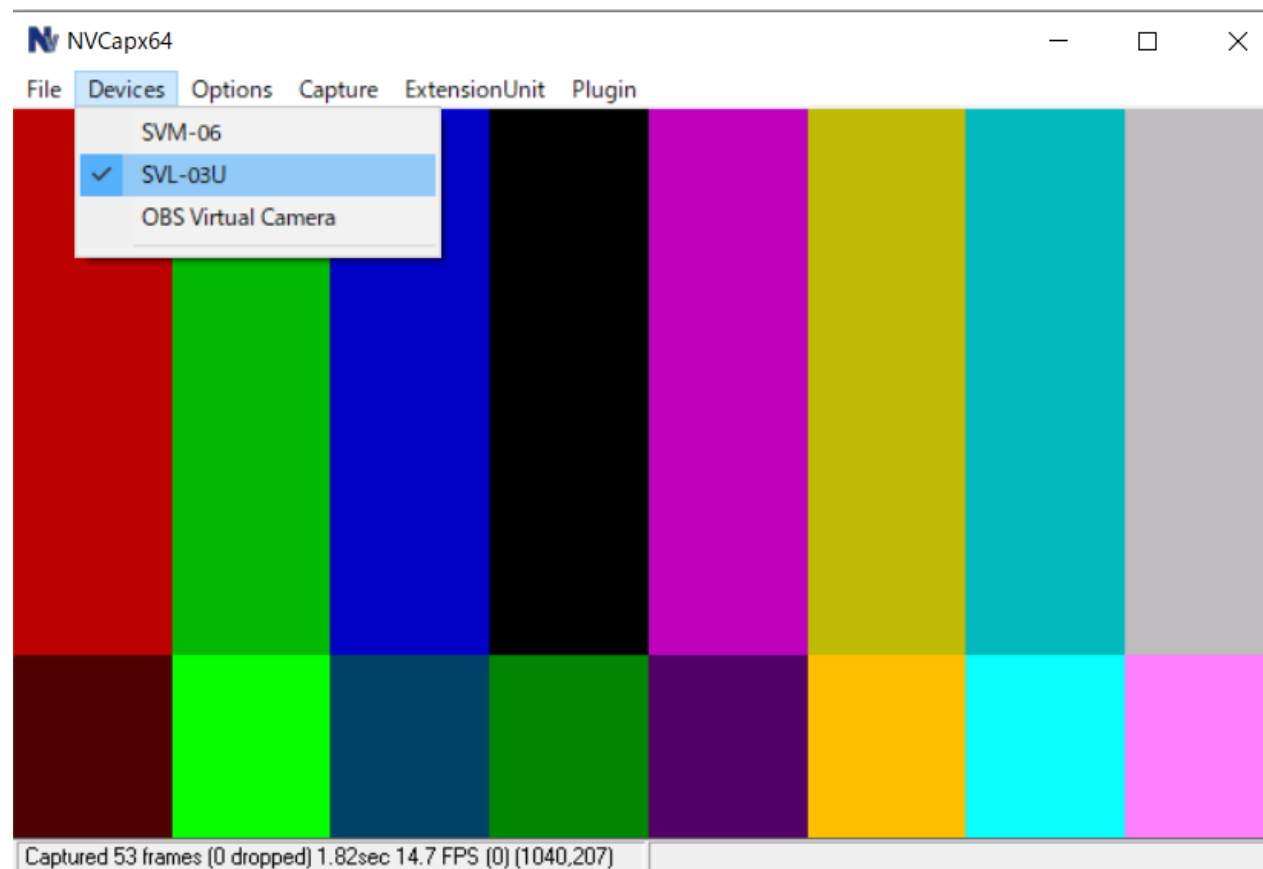 NVCapx64
File Devices Options Capture ExtensionUnit Plugin
SVM-06
SVL-03U
OBS Virtual Camera
Captured 53 frames (0 dropped) 1.82sec 14.7 FPS (0) (1040,207)